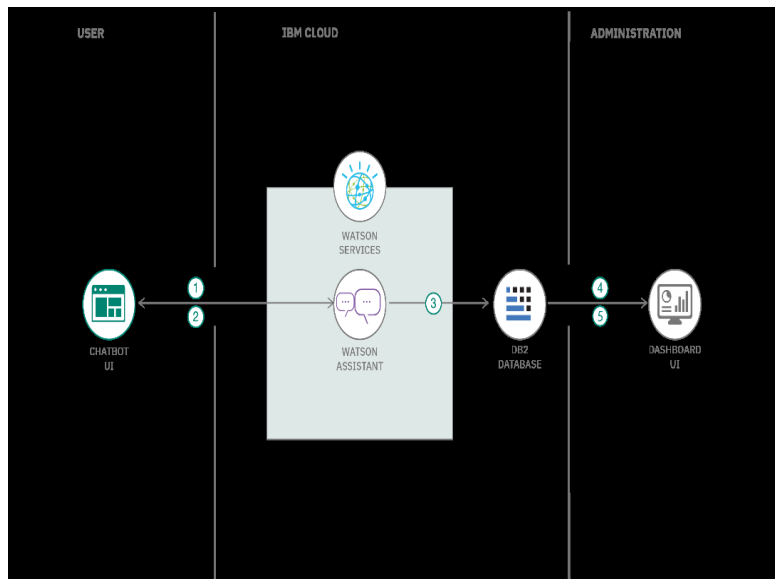 USER
IBM CLOUD
ADMINISTRATION
WATSON
SERVICES
1
2
3
4
5
CHATBOT
UI
WATSON
ASSISTANT
DB2
DATABASE
DASHBOARD
UI